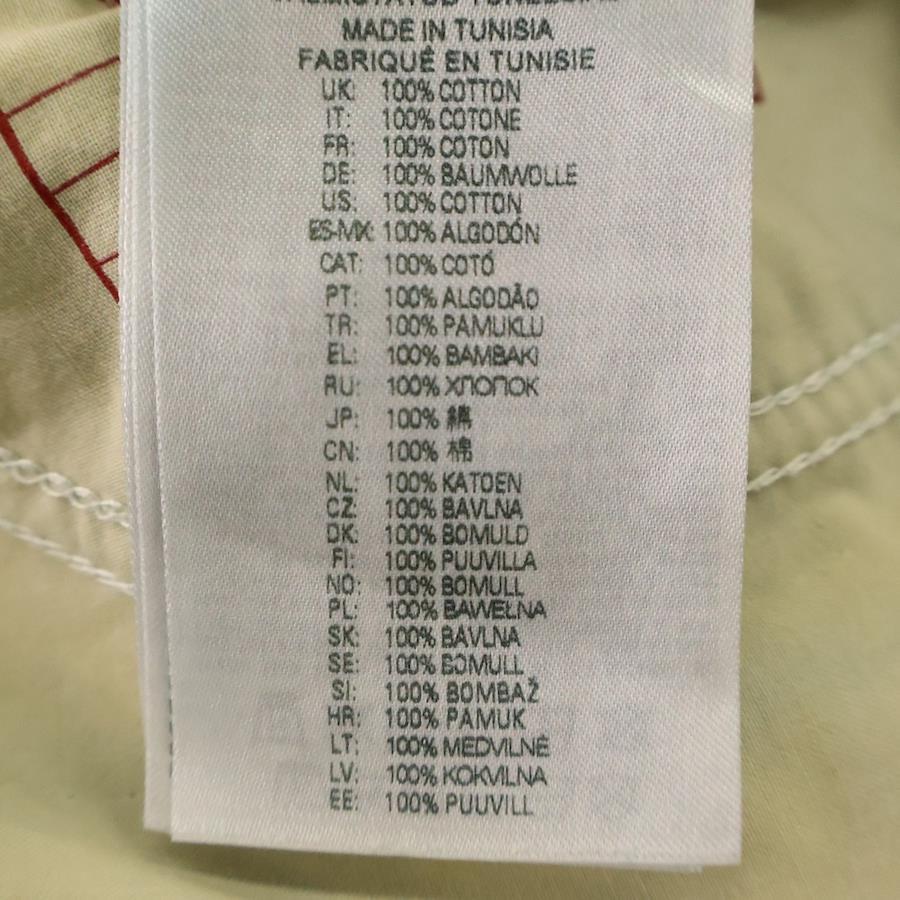 MADE IN TUNISIA
FABRIQUÉ EN TUNISIE
UK: 100% COTTON
IT: 100% COTONE
FR: 100% COTON
DE: 100% BAUMWOLLE
US: 100% COTTON
ES-MX: 100% ALGODÓN
CAT: 100% COTÓ
PT: 100% ALGODÃO
TR: 100% PAMUKLU
EL: 100% BAMBAKI
RU: 100% ХЛОПОК
JP: 100% 綿
CN: 100% 棉
NL: 100% KATOEN
CZ: 100% BAVLNA
DK: 100% BOMULD
FI: 100% PUUVILLA
NO: 100% BOMULL
PL: 100% BAWEŁNA
SK: 100% BAVLNA
SE: 100% BOMULL
SI: 100% BOMBAŽ
HR: 100% PAMUK
LT: 100% MEDVILNĖ
LV: 100% KOKVILNA
EE: 100% PUUVILL